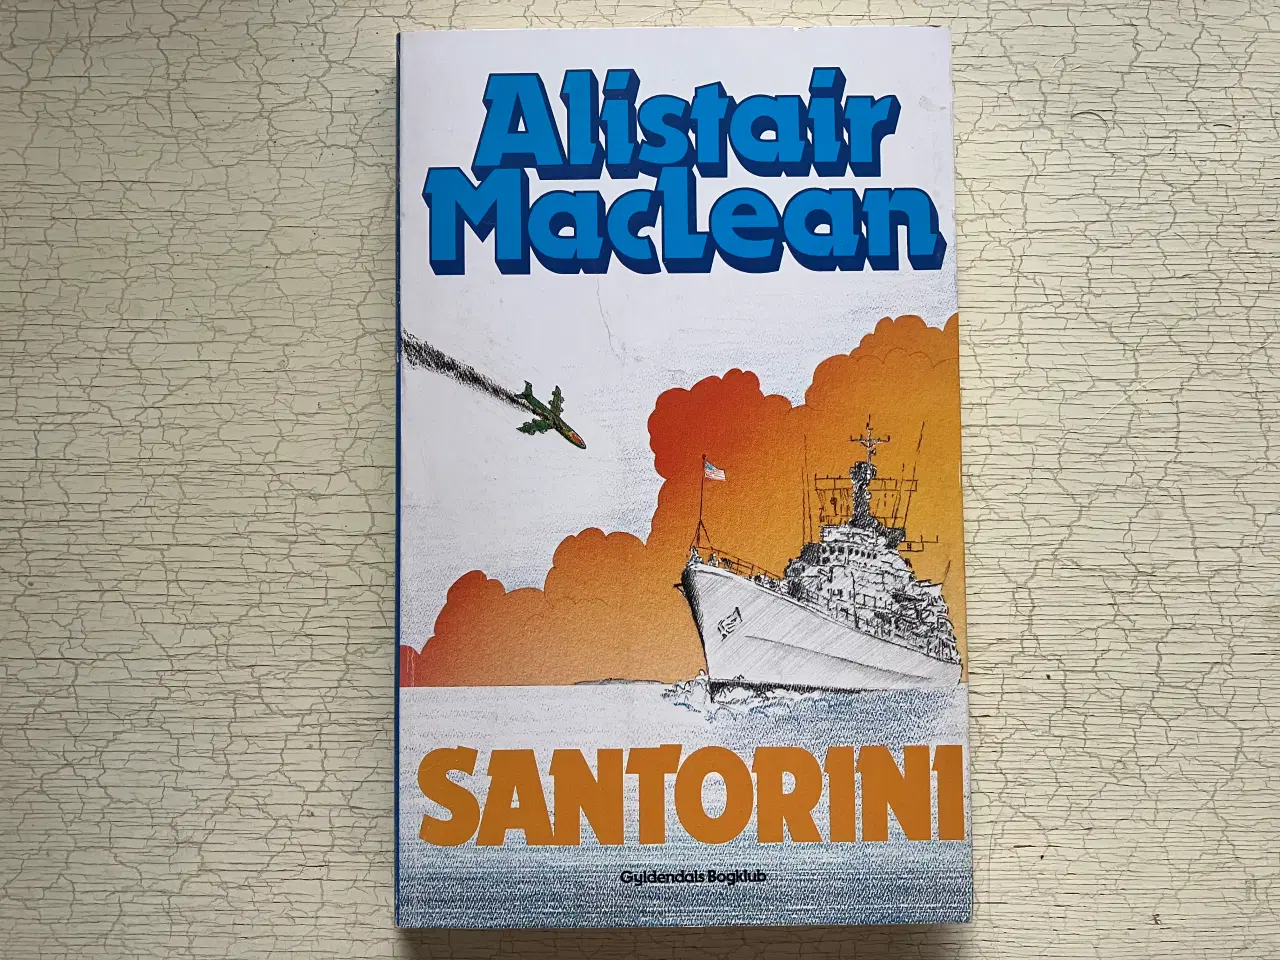 Alistair
MacLean
SANTORINI
Gyldendals Bogklub